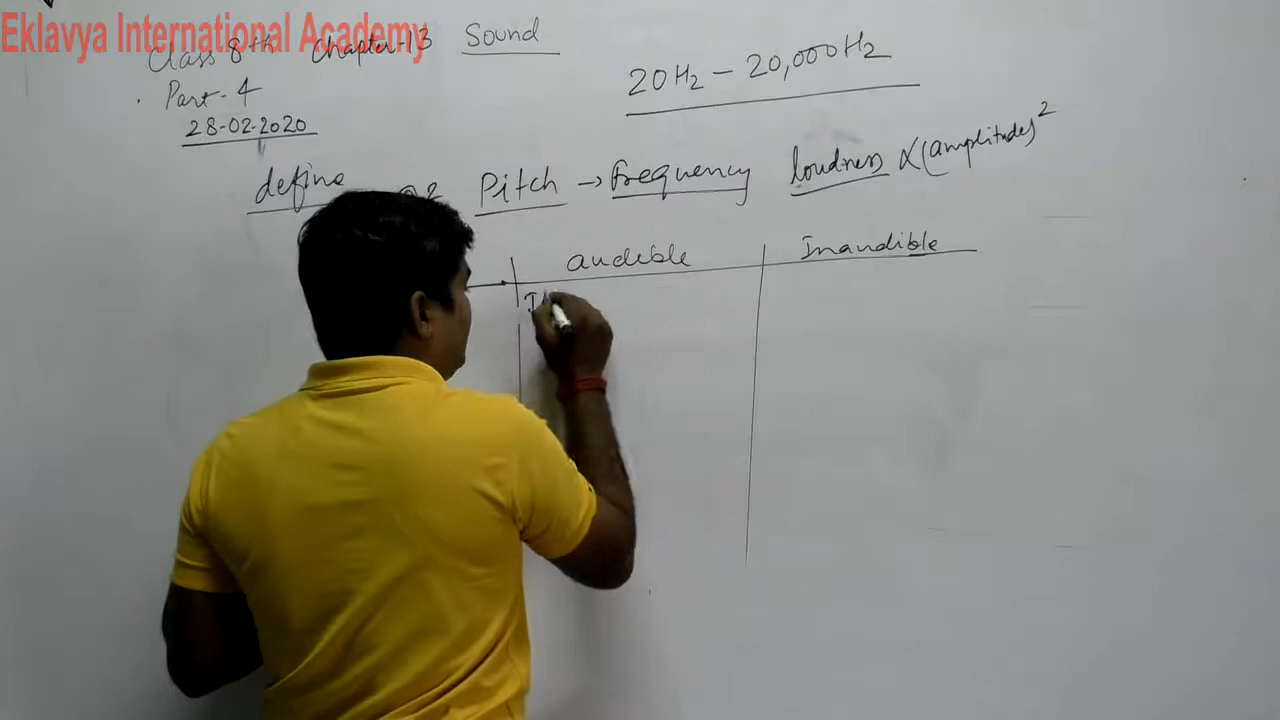 Eklavya International Academy
Class 8th Chapter-13 Sound
Part-4
28-02-2020
20Hz - 20,000Hz
define Pitch → Frequency loudness ∝ (amplitude)²
audible Inaudible